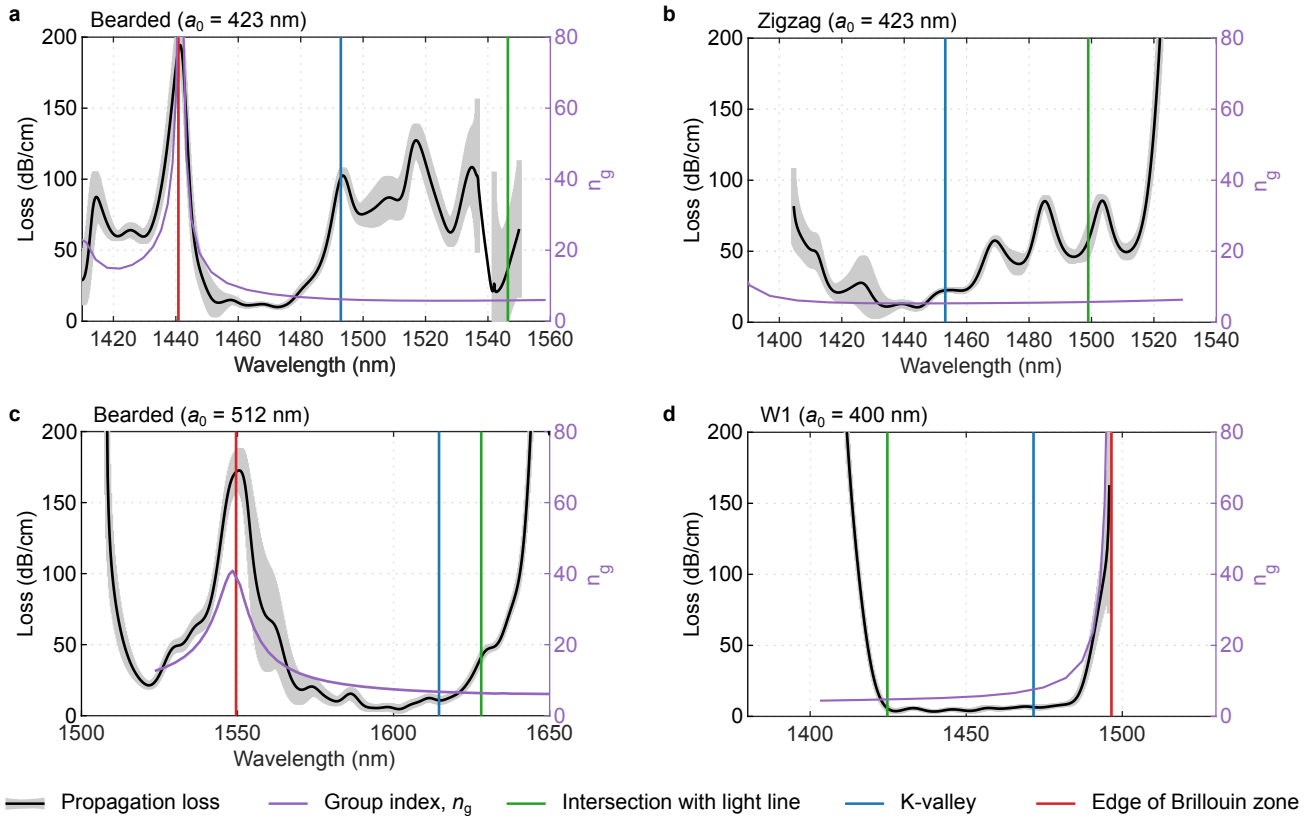 a Bearded (a0 = 423 nm)
200 150 100 50 0
Loss (dB/cm)
80 60 40 20 0
ng
1420 1440 1460 1480 1500 1520 1540 1560
Wavelength (nm)
b Zigzag (a0 = 423 nm)
200 150 100 50 0
Loss (dB/cm)
80 60 40 20 0
ng
1400 1420 1440 1460 1480 1500 1520 1540
Wavelength (nm)
c Bearded (a0 = 512 nm)
200 150 100 50 0
Loss (dB/cm)
80 60 40 20 0
ng
1500 1550 1600 1650
Wavelength (nm)
d W1 (a0 = 400 nm)
200 150 100 50 0
Loss (dB/cm)
80 60 40 20 0
ng
1400 1450 1500
Propagation loss Group index, ng Intersection with light line K-valley Edge of Brillouin zone